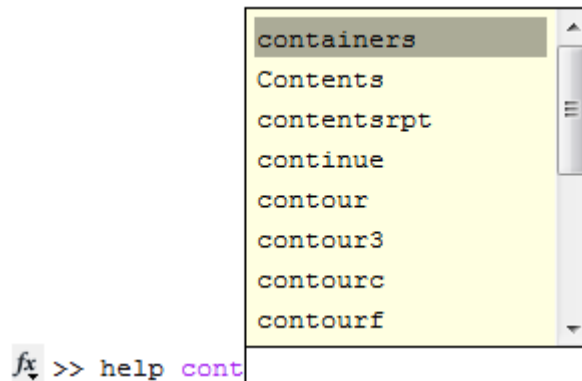 containers
Contents
contentsrpt
continue
contour
contour3
contourc
contourf
fx >> help cont